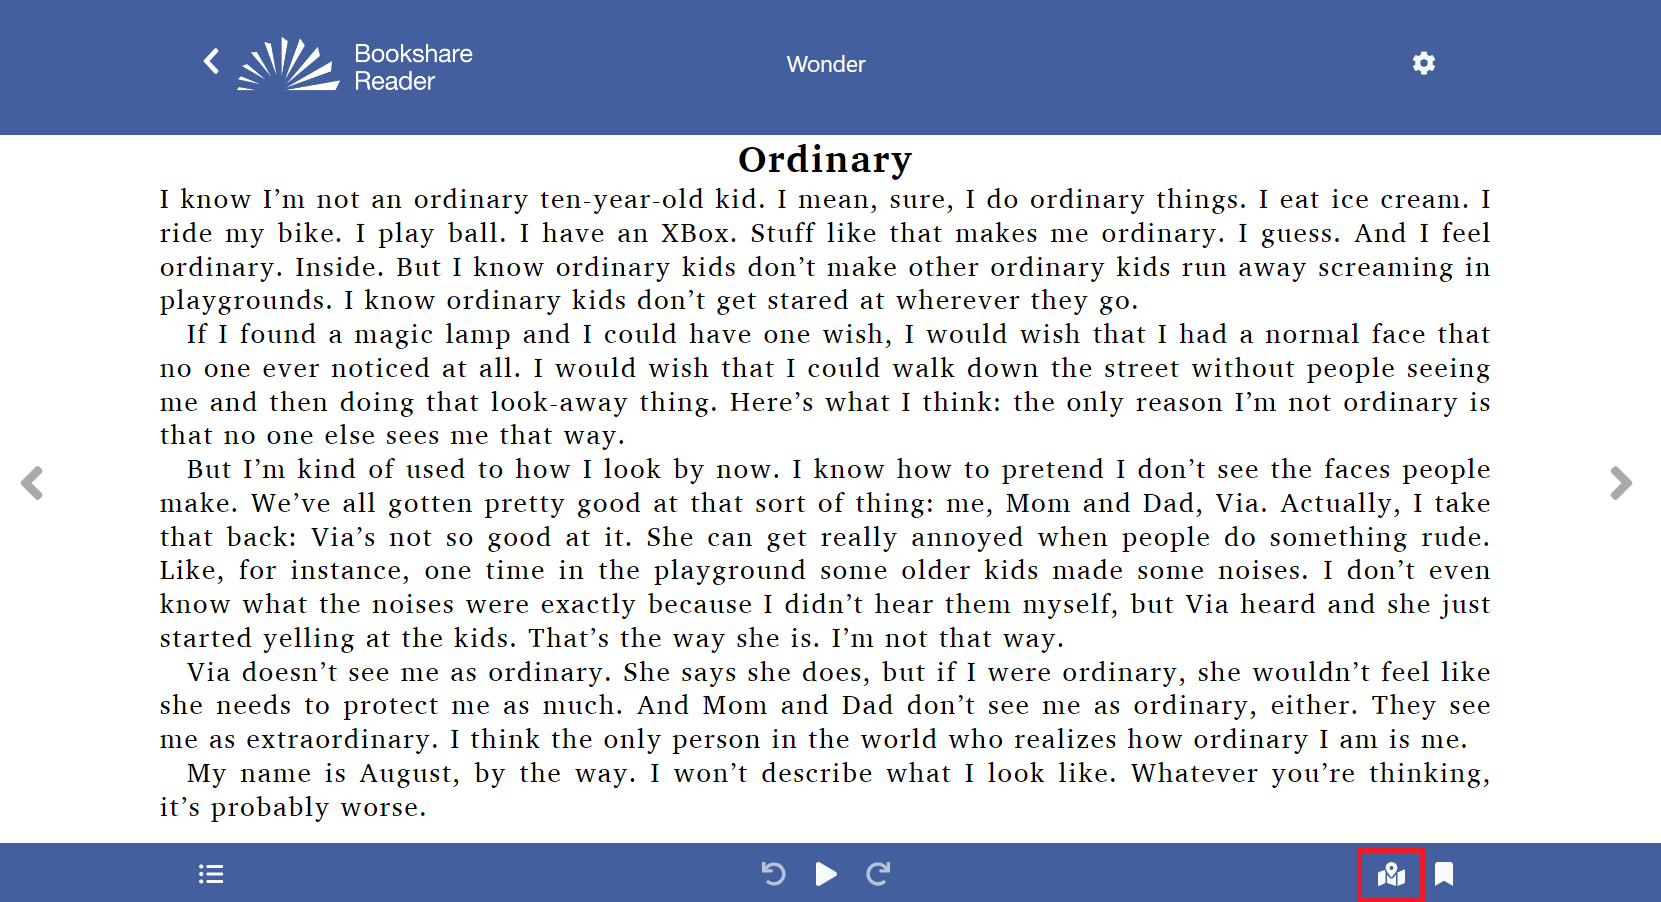 Bookshare
Reader
Wonder
Ordinary
I know I’m not an ordinary ten-year-old kid. I mean, sure, I do ordinary things. I eat ice cream. I
ride my bike. I play ball. I have an XBox. Stuff like that makes me ordinary. I guess. And I feel
ordinary. Inside. But I know ordinary kids don’t make other ordinary kids run away screaming in
playgrounds. I know ordinary kids don’t get stared at wherever they go.
If I found a magic lamp and I could have one wish, I would wish that I had a normal face that
no one ever noticed at all. I would wish that I could walk down the street without people seeing
me and then doing that look-away thing. Here’s what I think: the only reason I’m not ordinary is
that no one else sees me that way.
But I’m kind of used to how I look by now. I know how to pretend I don’t see the faces people
make. We’ve all gotten pretty good at that sort of thing: me, Mom and Dad, Via. Actually, I take
that back: Via’s not so good at it. She can get really annoyed when people do something rude.
Like, for instance, one time in the playground some older kids made some noises. I don’t even
know what the noises were exactly because I didn’t hear them myself, but Via heard and she just
started yelling at the kids. That’s the way she is. I’m not that way.
Via doesn’t see me as ordinary. She says she does, but if I were ordinary, she wouldn’t feel like
she needs to protect me as much. And Mom and Dad don’t see me as ordinary, either. They see
me as extraordinary. I think the only person in the world who realizes how ordinary I am is me.
My name is August, by the way. I won’t describe what I look like. Whatever you’re thinking,
it’s probably worse.